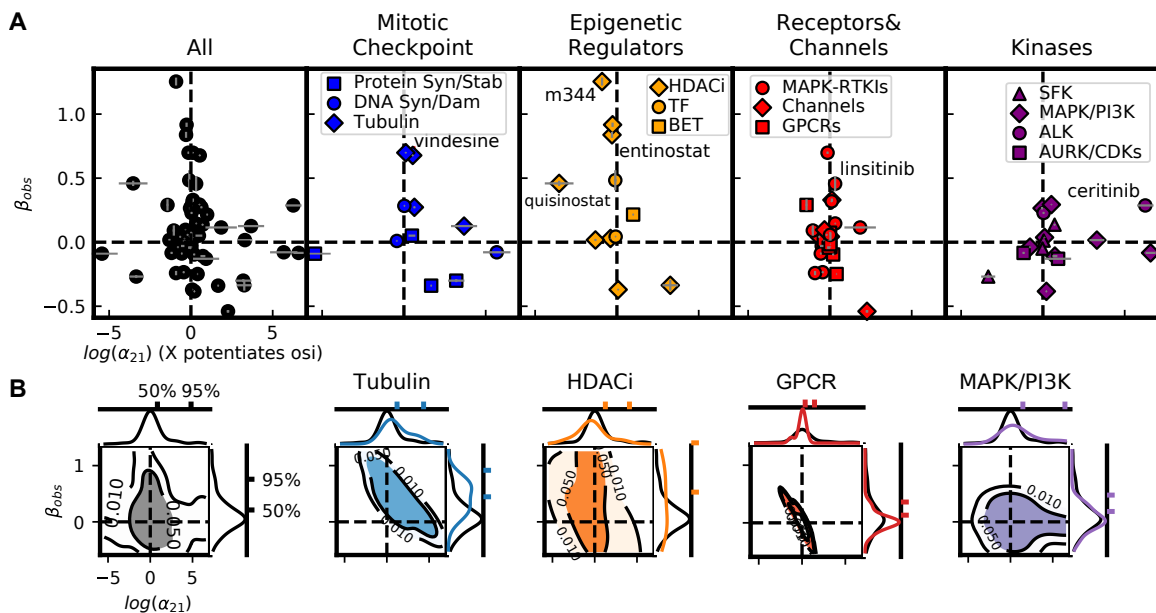 A
All
Mitotic
Checkpoint
Epigenetic
Regulators
Receptors&
Channels
Kinases
β_obs
1.0
0.5
0.0
−0.5
−5
0
5
log(α_21) (X potentiates osi)
Protein Syn/Stab
DNA Syn/Dam
Tubulin
vindesine
m344
HDACi
TF
BET
entinostat
quisinostat
MAPK-RTKIs
Channels
GPCRs
linsitinib
SFK
MAPK/PI3K
ALK
AURK/CDKs
ceritinib
B
50% 95%
Tubulin
HDACi
GPCR
MAPK/PI3K
β_obs
1
0
0.010
0.050
95%
50%
−5
0
5
log(α_21)
0.050
0.010
0.010
0.050
.050
0.010
0.010
0.010
0.050